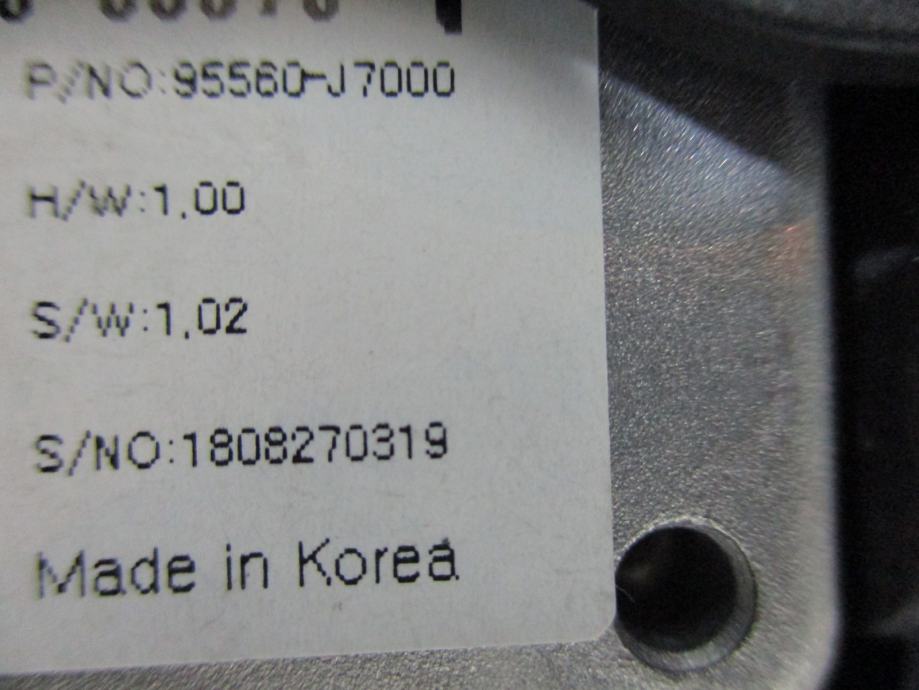 P/NO:95560-J7000
H/W:1.00
S/W:1.02
S/NO:1808270319
Made in Korea